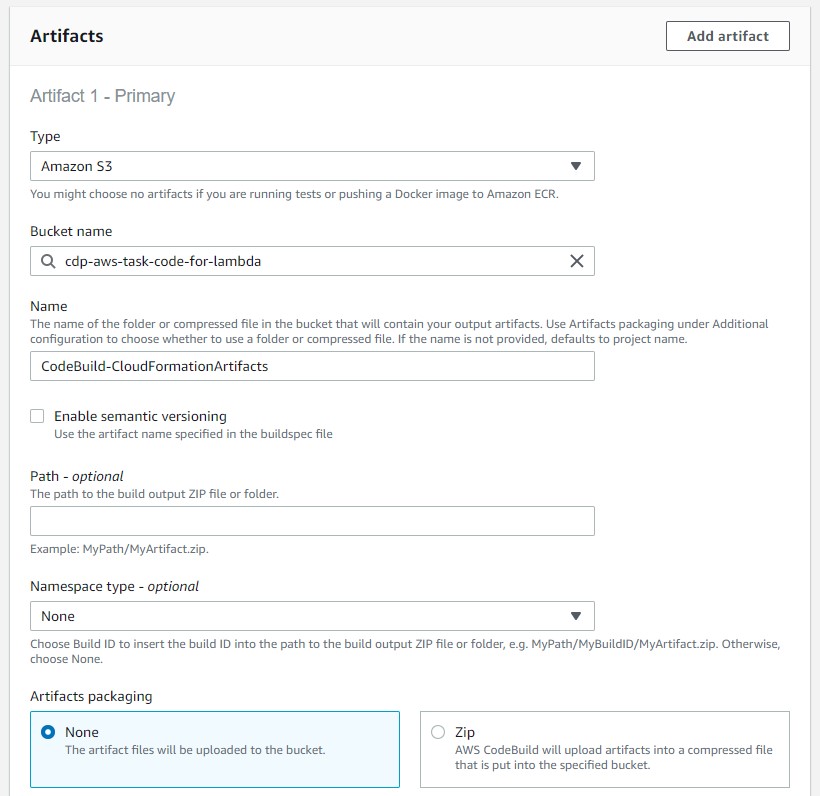 Artifacts
Add artifact
Artifact 1 - Primary
Type
Amazon S3
You might choose no artifacts if you are running tests or pushing a Docker image to Amazon ECR.
Bucket name
cdp-aws-task-code-for-lambda
Name
The name of the folder or compressed file in the bucket that will contain your output artifacts. Use Artifacts packaging under Additional
configuration to choose whether to use a folder or compressed file. If the name is not provided, defaults to project name.
CodeBuild-CloudFormationArtifacts
Enable semantic versioning
Use the artifact name specified in the buildspec file
Path - optional
The path to the build output ZIP file or folder.
Example: MyPath/MyArtifact.zip.
Namespace type - optional
None
Choose Build ID to insert the build ID into the path to the build output ZIP file or folder, e.g. MyPath/MyBuildID/MyArtifact.zip. Otherwise,
choose None.
Artifacts packaging
None
The artifact files will be uploaded to the bucket.
Zip
AWS CodeBuild will upload artifacts into a compressed file
that is put into the specified bucket.